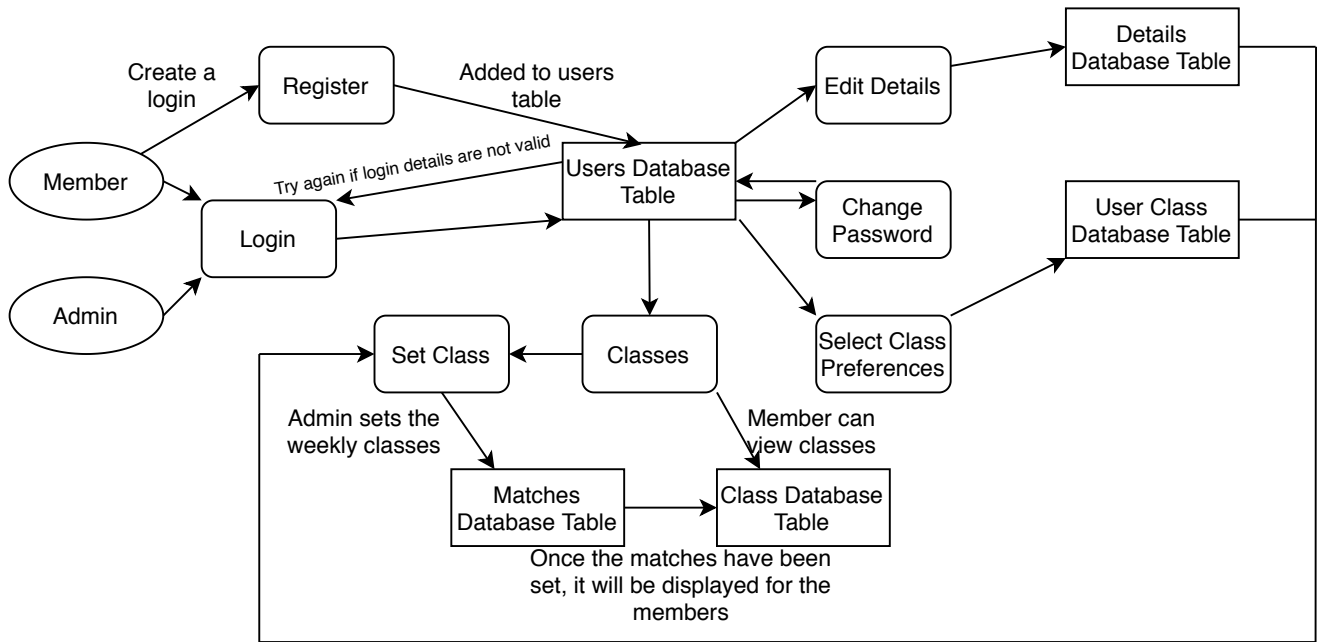 Details
Database Table
Create a
login
Register
Added to users
table
Edit Details
Try again if login details are not valid
Member
Users Database
Table
Change
Password
User Class
Database Table
Login
Admin
Set Class
Classes
Select Class
Preferences
Admin sets the
weekly classes
Member can
view classes
Matches
Database Table
Class Database
Table
Once the matches have been
set, it will be displayed for the
members